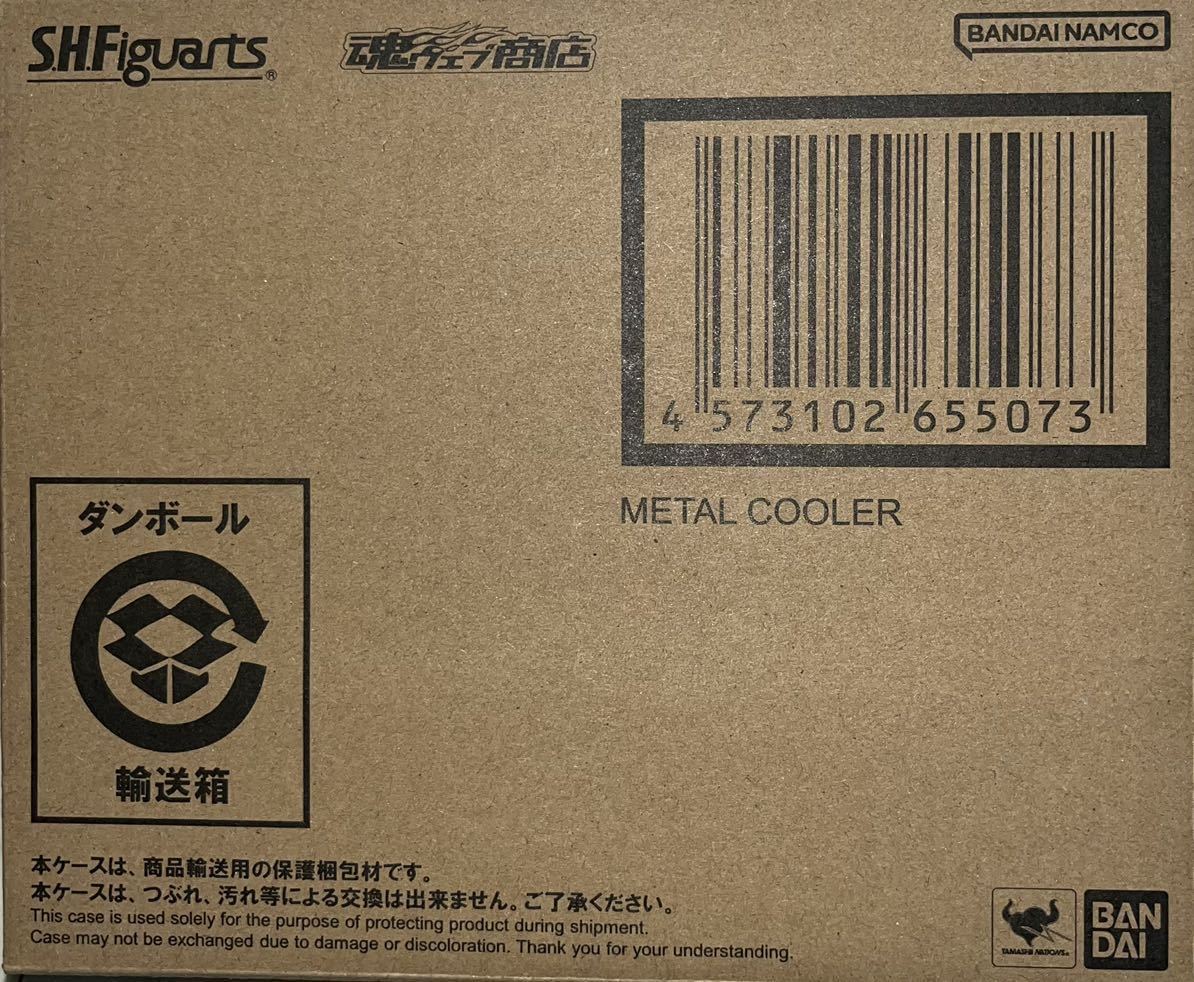 S.H.Figuarts®
魂ウェブ商店
BANDAI NAMCO
4 573102 655073
METAL COOLER
ダンボール
輸送箱
本ケースは、商品輸送用の保護梱包材です。
本ケースは、つぶれ、汚れ等による交換は出来ません。ご了承ください。
This case is used solely for the purpose of protecting product during shipment.
Case may not be exchanged due to damage or discoloration. Thank you for your understanding.
TAMASHII NATIONS®
BAN
DAI